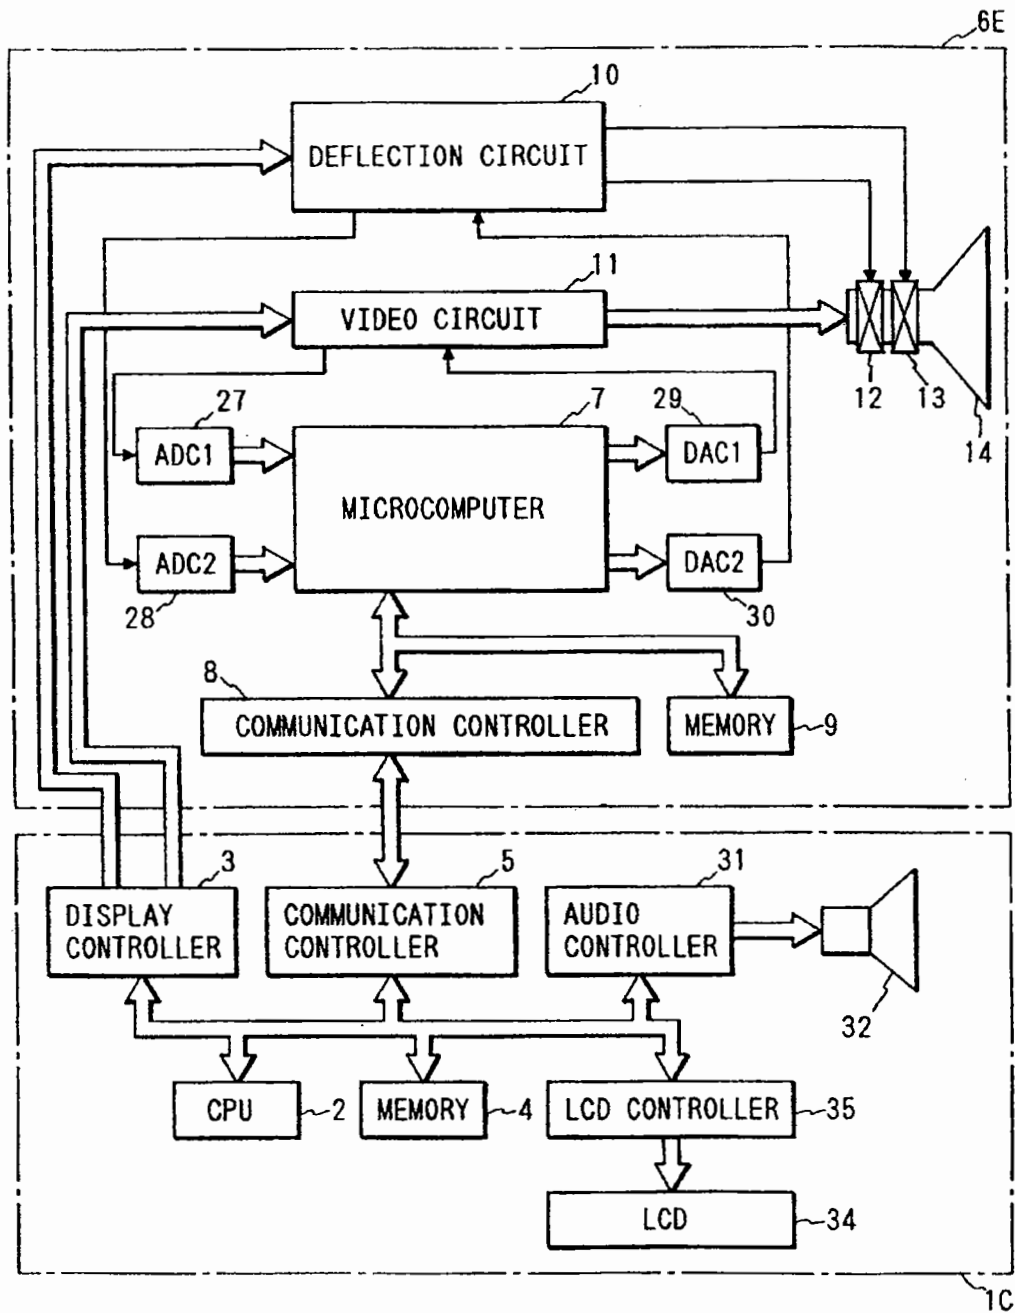 6E
10
DEFLECTION CIRCUIT
11
VIDEO CIRCUIT
12
13
14
27
ADC1
7
MICROCOMPUTER
29
DAC1
ADC2
28
DAC2
30
8
COMMUNICATION CONTROLLER
MEMORY
9
3
DISPLAY
CONTROLLER
5
COMMUNICATION
CONTROLLER
31
AUDIO
CONTROLLER
32
CPU
2
MEMORY
4
LCD CONTROLLER
35
LCD
34
1C